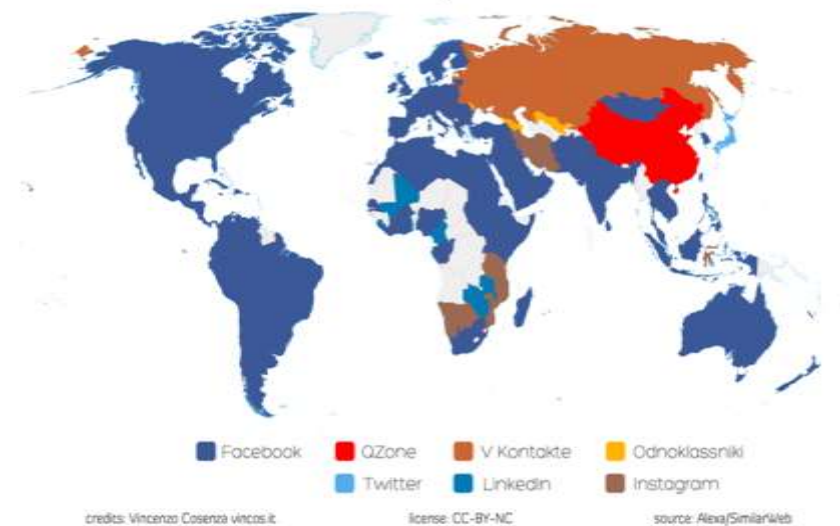 Facebook QZone V Kontakte Odnoklassniki
Twitter LinkedIn Instagram
credits: Vincenzo Cosenza vincos.it license: CC-BY-NC source: Alexa/SimilarWeb